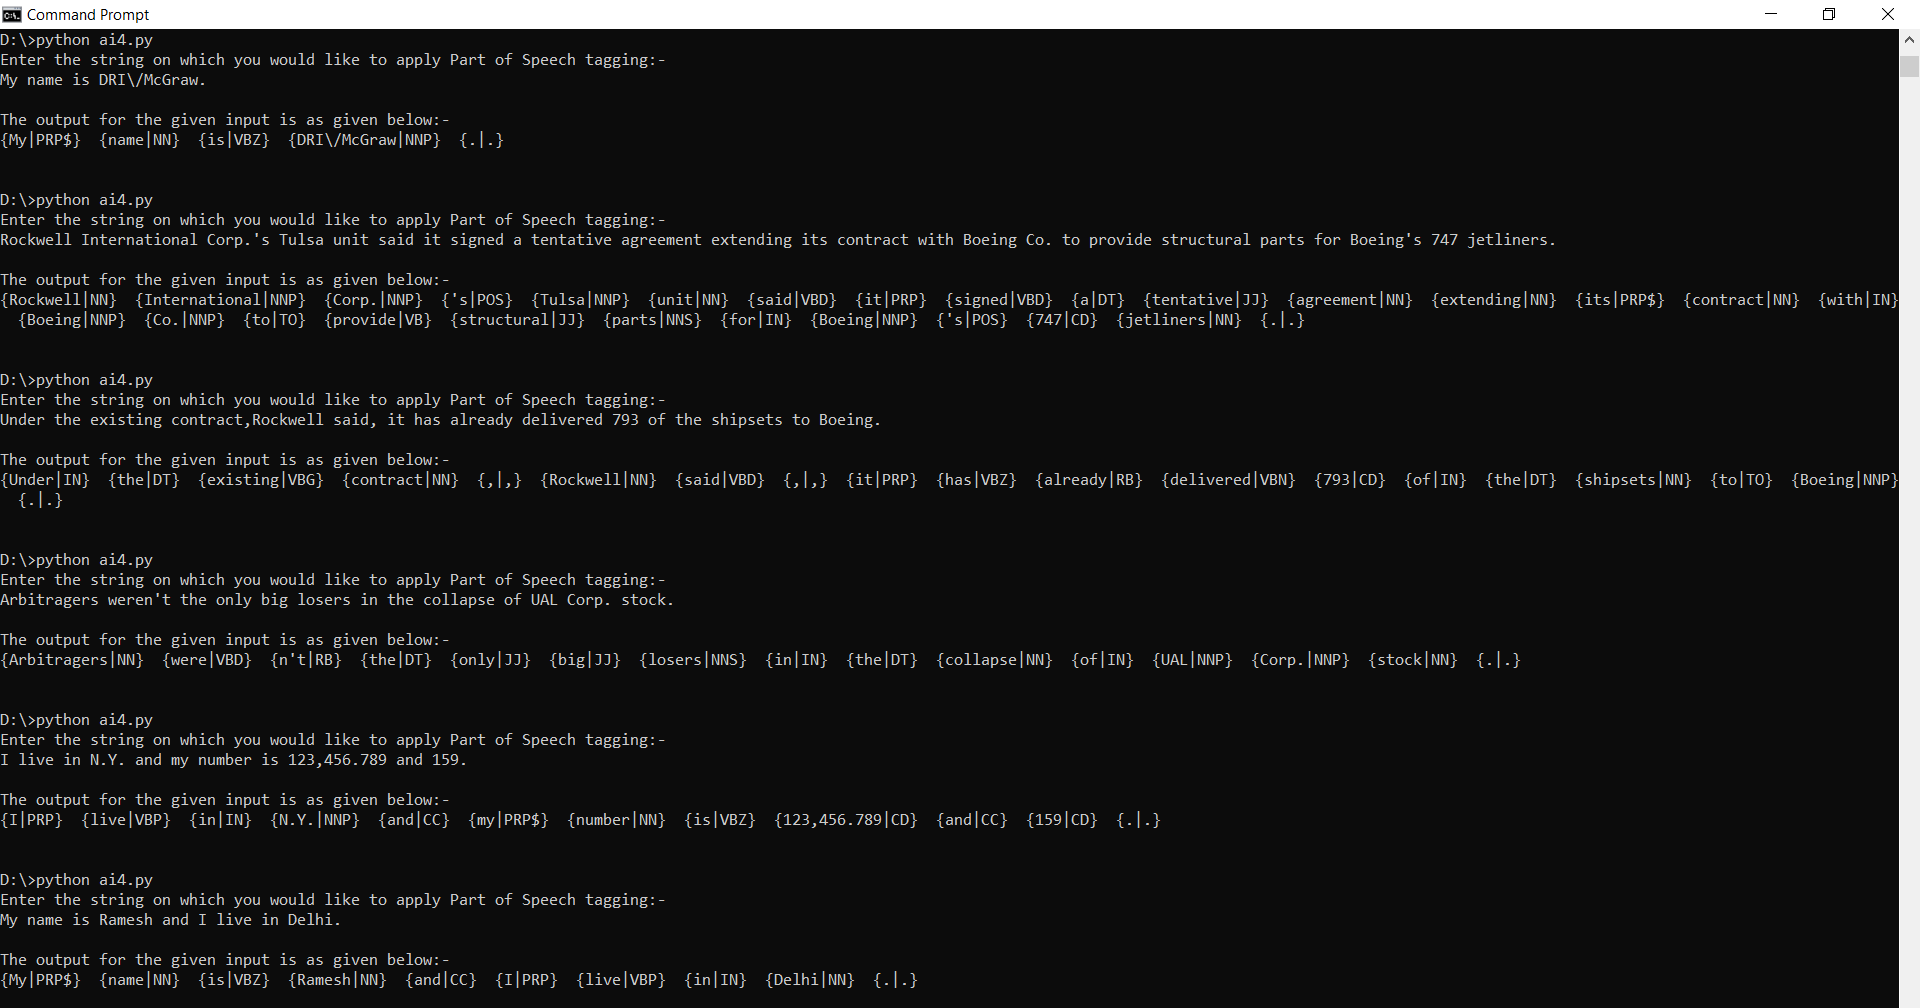 Command Prompt
D:\>python ai4.py
Enter the string on which you would like to apply Part of Speech tagging:-
My name is DRI\/McGraw.
The output for the given input is as given below:-
{My|PRP$}  {name|NN}  {is|VBZ}  {DRI\/McGraw|NNP}  {.|.}
D:\>python ai4.py
Enter the string on which you would like to apply Part of Speech tagging:-
Rockwell International Corp.'s Tulsa unit said it signed a tentative agreement extending its contract with Boeing Co. to provide structural parts for Boeing's 747 jetliners.
The output for the given input is as given below:-
{Rockwell|NN}  {International|NNP}  {Corp.|NNP}  {'s|POS}  {Tulsa|NNP}  {unit|NN}  {said|VBD}  {it|PRP}  {signed|VBD}  {a|DT}  {tentative|JJ}  {agreement|NN}  {extending|NN}  {its|PRP$}  {contract|NN}  {with|IN}
{Boeing|NNP}  {Co.|NNP}  {to|TO}  {provide|VB}  {structural|JJ}  {parts|NNS}  {for|IN}  {Boeing|NNP}  {'s|POS}  {747|CD}  {jetliners|NN}  {.|.}
D:\>python ai4.py
Enter the string on which you would like to apply Part of Speech tagging:-
Under the existing contract,Rockwell said, it has already delivered 793 of the shipsets to Boeing.
The output for the given input is as given below:-
{Under|IN}  {the|DT}  {existing|VBG}  {contract|NN}  {,|,}  {Rockwell|NN}  {said|VBD}  {,|,}  {it|PRP}  {has|VBZ}  {already|RB}  {delivered|VBN}  {793|CD}  {of|IN}  {the|DT}  {shipsets|NN}  {to|TO}  {Boeing|NNP}
{.|.}
D:\>python ai4.py
Enter the string on which you would like to apply Part of Speech tagging:-
Arbitragers weren't the only big losers in the collapse of UAL Corp. stock.
The output for the given input is as given below:-
{Arbitragers|NN}  {were|VBD}  {n't|RB}  {the|DT}  {only|JJ}  {big|JJ}  {losers|NNS}  {in|IN}  {the|DT}  {collapse|NN}  {of|IN}  {UAL|NNP}  {Corp.|NNP}  {stock|NN}  {.|.}
D:\>python ai4.py
Enter the string on which you would like to apply Part of Speech tagging:-
I live in N.Y. and my number is 123,456.789 and 159.
The output for the given input is as given below:-
{I|PRP}  {live|VBP}  {in|IN}  {N.Y.|NNP}  {and|CC}  {my|PRP$}  {number|NN}  {is|VBZ}  {123,456.789|CD}  {and|CC}  {159|CD}  {.|.}
D:\>python ai4.py
Enter the string on which you would like to apply Part of Speech tagging:-
My name is Ramesh and I live in Delhi.
The output for the given input is as given below:-
{My|PRP$}  {name|NN}  {is|VBZ}  {Ramesh|NN}  {and|CC}  {I|PRP}  {live|VBP}  {in|IN}  {Delhi|NN}  {.|.}